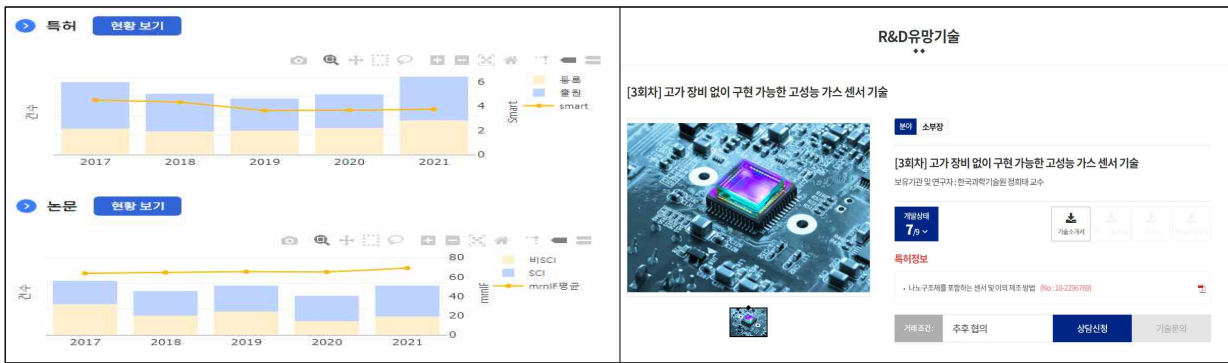 특허 현황 보기
등록
출원
smart
건수
6
4
2
0
Smart
2017 2018 2019 2020 2021
논문 현황 보기
비SCI
SCI
mrnIF평균
건수
80
60
40
20
0
mrnIF
2017 2018 2019 2020 2021
R&D유망기술
[3회차] 고가 장비 없이 구현 가능한 고성능 가스 센서 기술
분야 소부장
[3회차] 고가 장비 없이 구현 가능한 고성능 가스 센서 기술
보유기관 및 연구자 : 한국과학기술원 정희태 교수
개발상태
7/9
기술소개서
특허정보
• 나노구조체를 포함하는 센서 및 이의 제조 방법 (No : 10-2296769)
거래 조건: 추후 협의 상담신청 기술문의